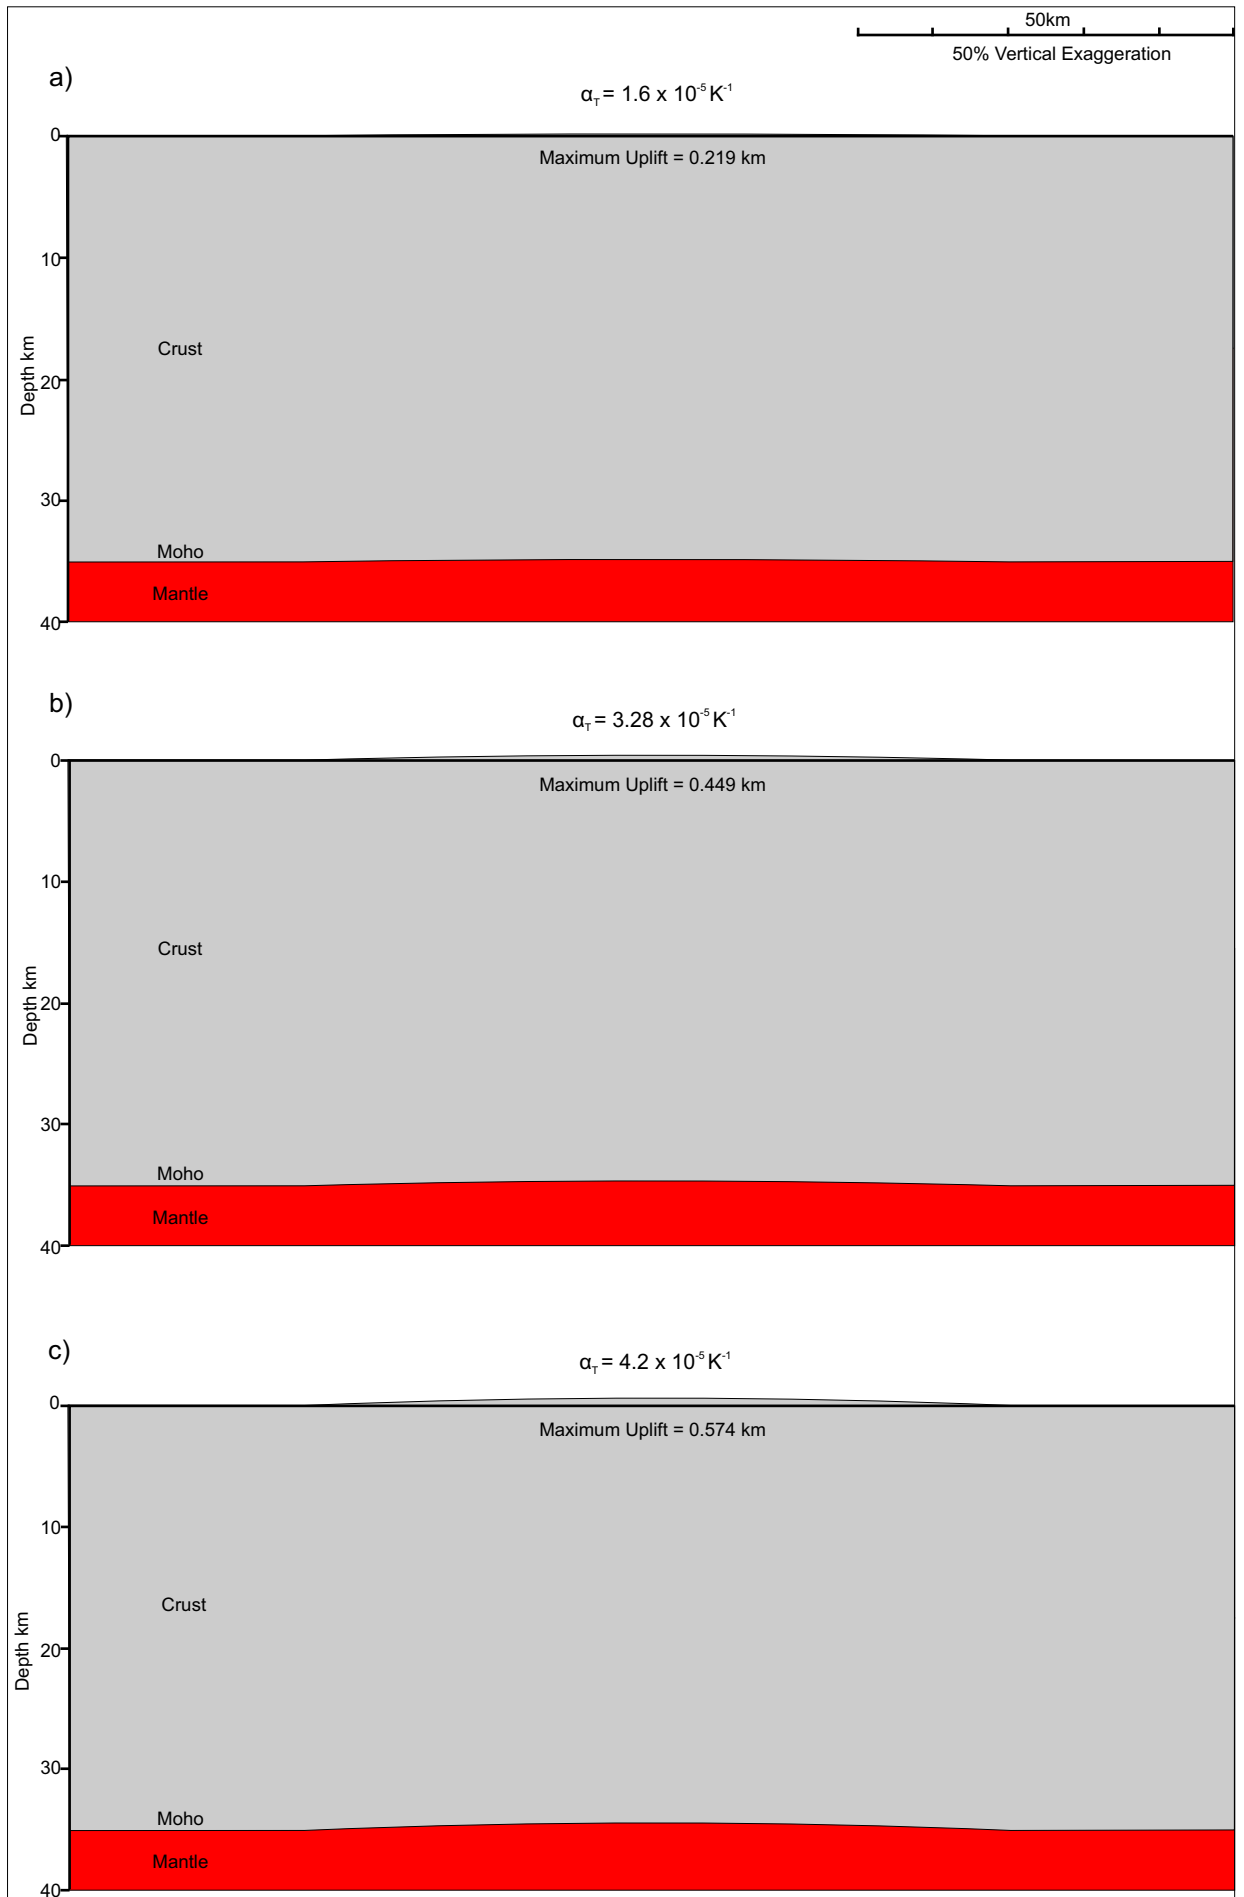 50km
50% Vertical Exaggeration
a)
αT = 1.6 x 10-5 K-1
0
Maximum Uplift = 0.219 km
10
Crust
Depth km
20
30
Moho
Mantle
40
b)
αT = 3.28 x 10-5 K-1
0
Maximum Uplift = 0.449 km
10
Crust
Depth km
20
30
Moho
Mantle
40
c)
αT = 4.2 x 10-5 K-1
0
Maximum Uplift = 0.574 km
10
Crust
Depth km
20
30
Moho
Mantle
40